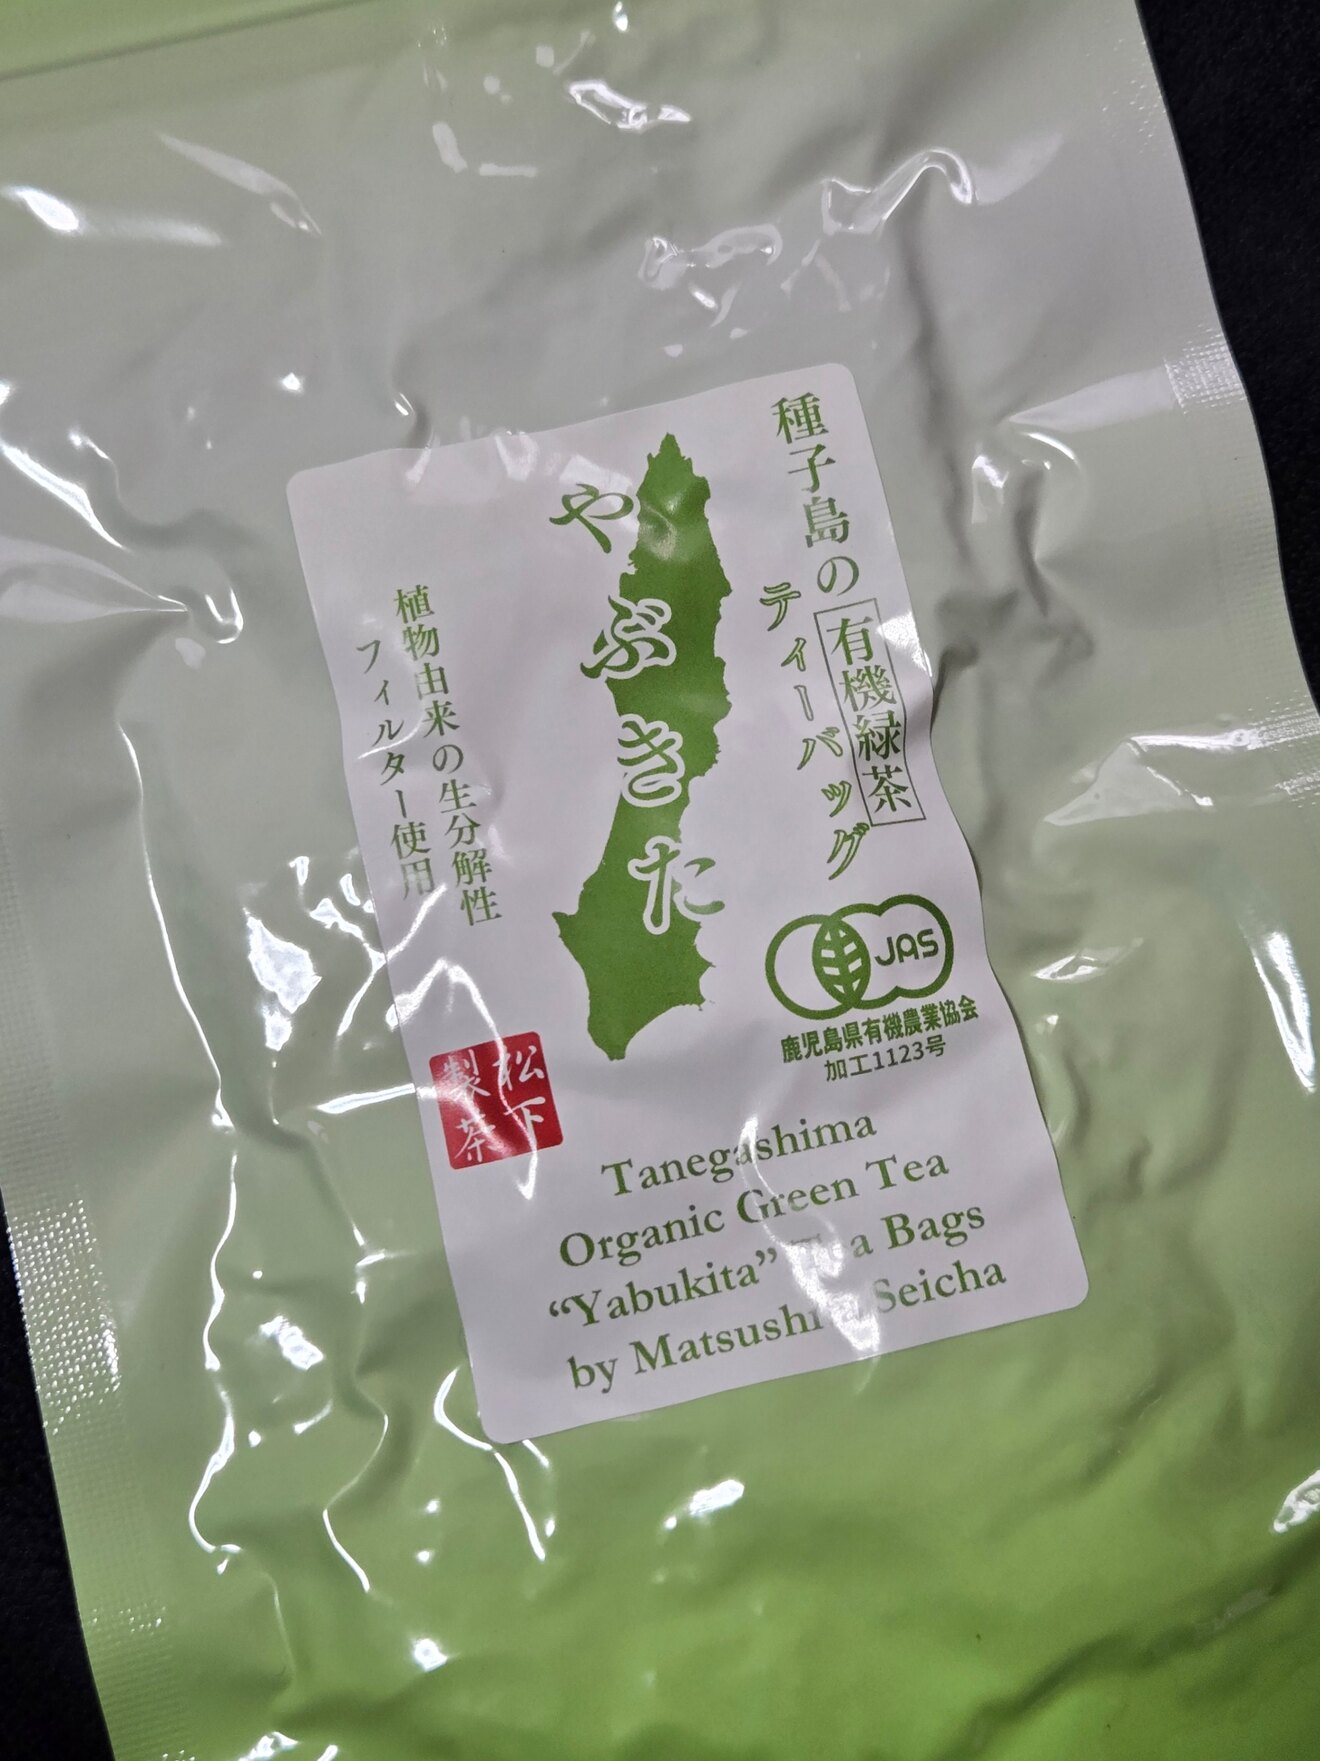 種子島の有機緑茶
ティーバッグ
やぶきた
植物由来の生分解性
フィルター使用
JAS
鹿児島県有機農業協会
加工1123号
松下
製茶
Tanegashima
Organic Green Tea
“Yabukita” Tea Bags
by Matsushita Seicha